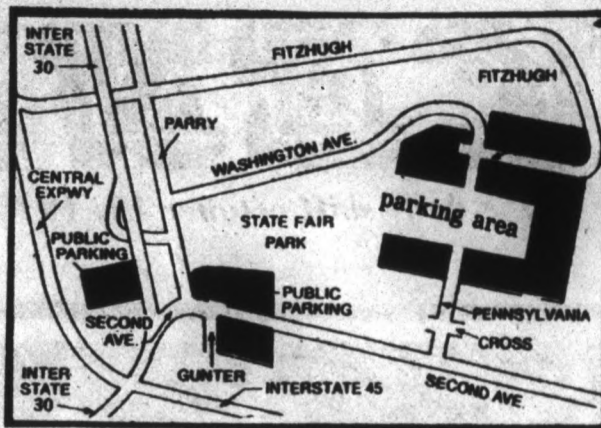 INTER
STATE
30
FITZHUGH
FITZHUGH
PARRY
WASHINGTON AVE.
CENTRAL
EXPWY
parking area
STATE FAIR
PARK
PUBLIC
PARKING
PUBLIC
PARKING
PENNSYLVANIA
SECOND
AVE.
CROSS
GUNTER
SECOND AVE.
INTER
STATE
30
INTERSTATE 45